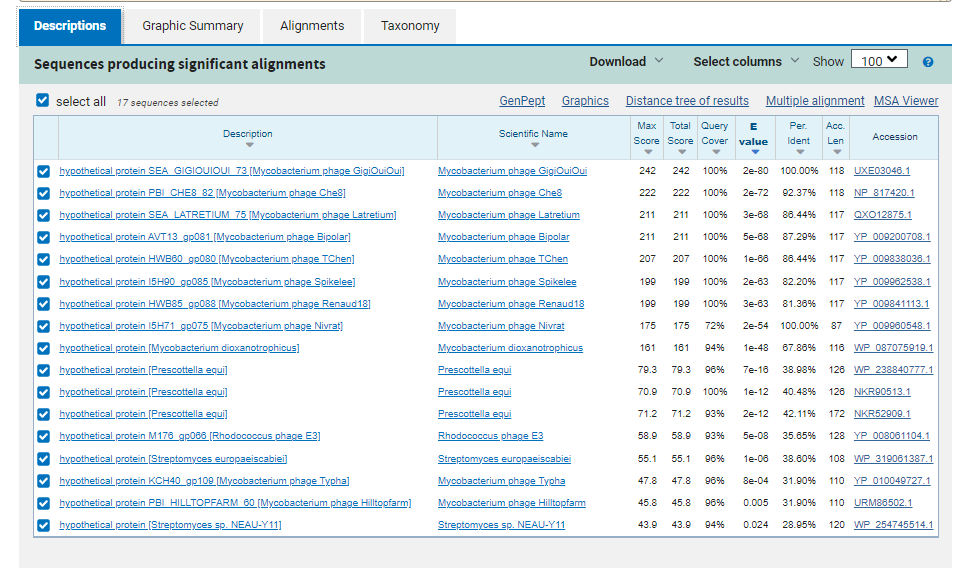 Descriptions Graphic Summary Alignments Taxonomy
Sequences producing significant alignments Download Select columns Show 100 ?
select all 17 sequences selected GenPept Graphics Distance tree of results Multiple alignment MSA Viewer
Description Scientific Name Max Score Total Score Query Cover E value Per. Ident Acc. Len Accession
hypothetical protein SEA_GIGIOUIOUI_73 [Mycobacterium phage GigiOuiOui] Mycobacterium phage GigiOuiOui 242 242 100% 2e-80 100.00% 118 UXE03046.1
hypothetical protein PBI_CHE8_82 [Mycobacterium phage Che8] Mycobacterium phage Che8 222 222 100% 2e-72 92.37% 118 NP_817420.1
hypothetical protein SEA_LATRETIUM_75 [Mycobacterium phage Latretium] Mycobacterium phage Latretium 211 211 100% 3e-68 86.44% 117 QXO12875.1
hypothetical protein AVT13_gp081 [Mycobacterium phage Bipolar] Mycobacterium phage Bipolar 211 211 100% 5e-68 87.29% 117 YP_009200708.1
hypothetical protein HWB60_gp080 [Mycobacterium phage TChen] Mycobacterium phage TChen 207 207 100% 1e-66 86.44% 117 YP_009838036.1
hypothetical protein I5H90_gp085 [Mycobacterium phage Spikelee] Mycobacterium phage Spikelee 199 199 100% 2e-63 82.20% 117 YP_009962538.1
hypothetical protein HWB85_gp088 [Mycobacterium phage Renaud18] Mycobacterium phage Renaud18 199 199 100% 3e-63 81.36% 117 YP_009841113.1
hypothetical protein I5H71_gp075 [Mycobacterium phage Nivrat] Mycobacterium phage Nivrat 175 175 72% 2e-54 100.00% 87 YP_009960548.1
hypothetical protein [Mycobacterium dioxanotrophicus] Mycobacterium dioxanotrophicus 161 161 94% 1e-48 67.86% 116 WP_087075919.1
hypothetical protein [Prescottella equi] Prescottella equi 79.3 79.3 96% 7e-16 38.98% 126 WP_238840777.1
hypothetical protein [Prescottella equi] Prescottella equi 70.9 70.9 100% 1e-12 40.48% 126 NKR90513.1
hypothetical protein [Prescottella equi] Prescottella equi 71.2 71.2 93% 2e-12 42.11% 172 NKR52909.1
hypothetical protein M176_gp066 [Rhodococcus phage E3] Rhodococcus phage E3 58.9 58.9 93% 5e-08 35.65% 128 YP_008061104.1
hypothetical protein [Streptomyces europaeiscabiei] Streptomyces europaeiscabiei 55.1 55.1 96% 1e-06 38.60% 108 WP_319061387.1
hypothetical protein KCH40_gp109 [Mycobacterium phage Typha] Mycobacterium phage Typha 47.8 47.8 96% 8e-04 31.90% 110 YP_010049727.1
hypothetical protein PBI_HILLTOPFARM_60 [Mycobacterium phage Hilltopfarm] Mycobacterium phage Hilltopfarm 45.8 45.8 96% 0.005 31.90% 110 URM86502.1
hypothetical protein [Streptomyces sp. NEAU-Y11] Streptomyces sp. NEAU-Y11 43.9 43.9 94% 0.024 28.95% 120 WP_254745514.1